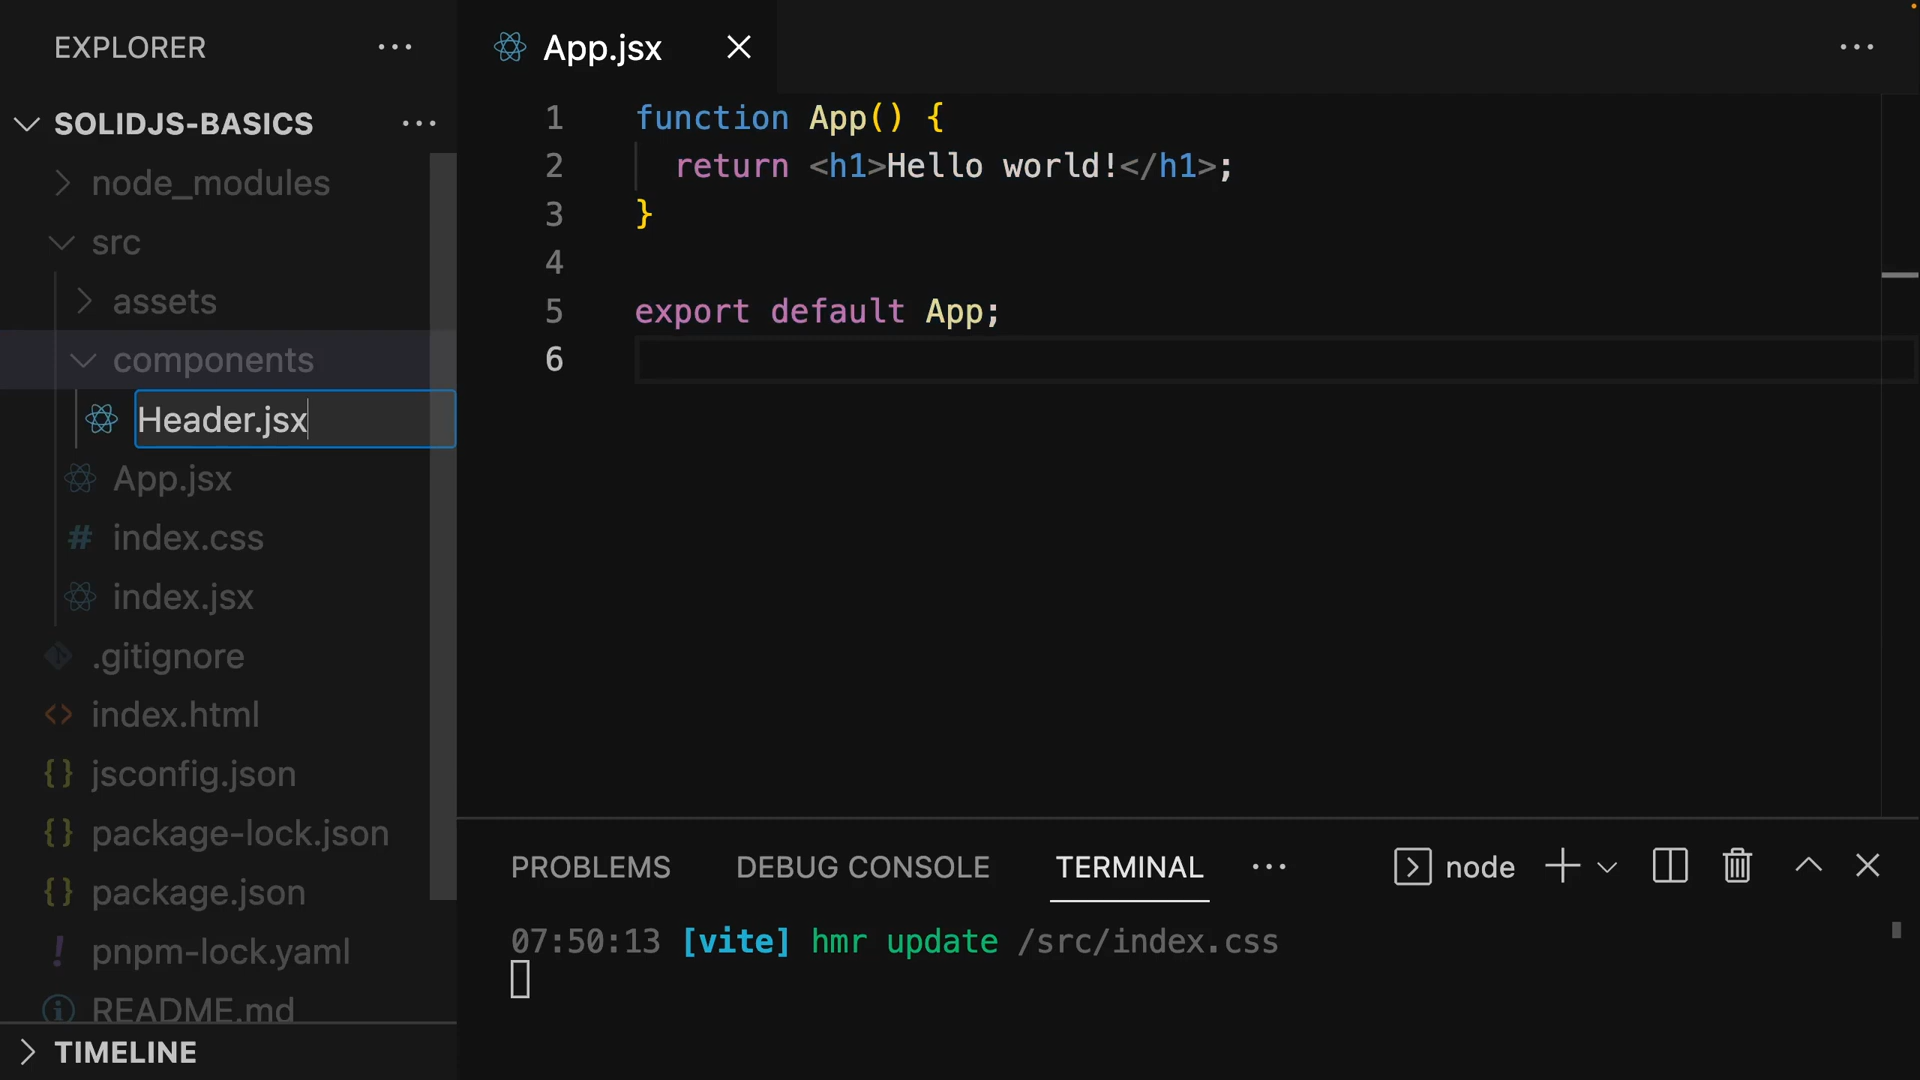 EXPLORER
SOLIDJS-BASICS
node_modules
src
assets
components
Header.jsx
App.jsx
index.css
index.jsx
.gitignore
index.html
jsconfig.json
package-lock.json
package.json
pnpm-lock.yaml
README.md
TIMELINE
App.jsx
1 function App() {
2 return <h1>Hello world!</h1>;
3 }
4
5 export default App;
6
PROBLEMS DEBUG CONSOLE TERMINAL node
07:50:13 [vite] hmr update /src/index.css